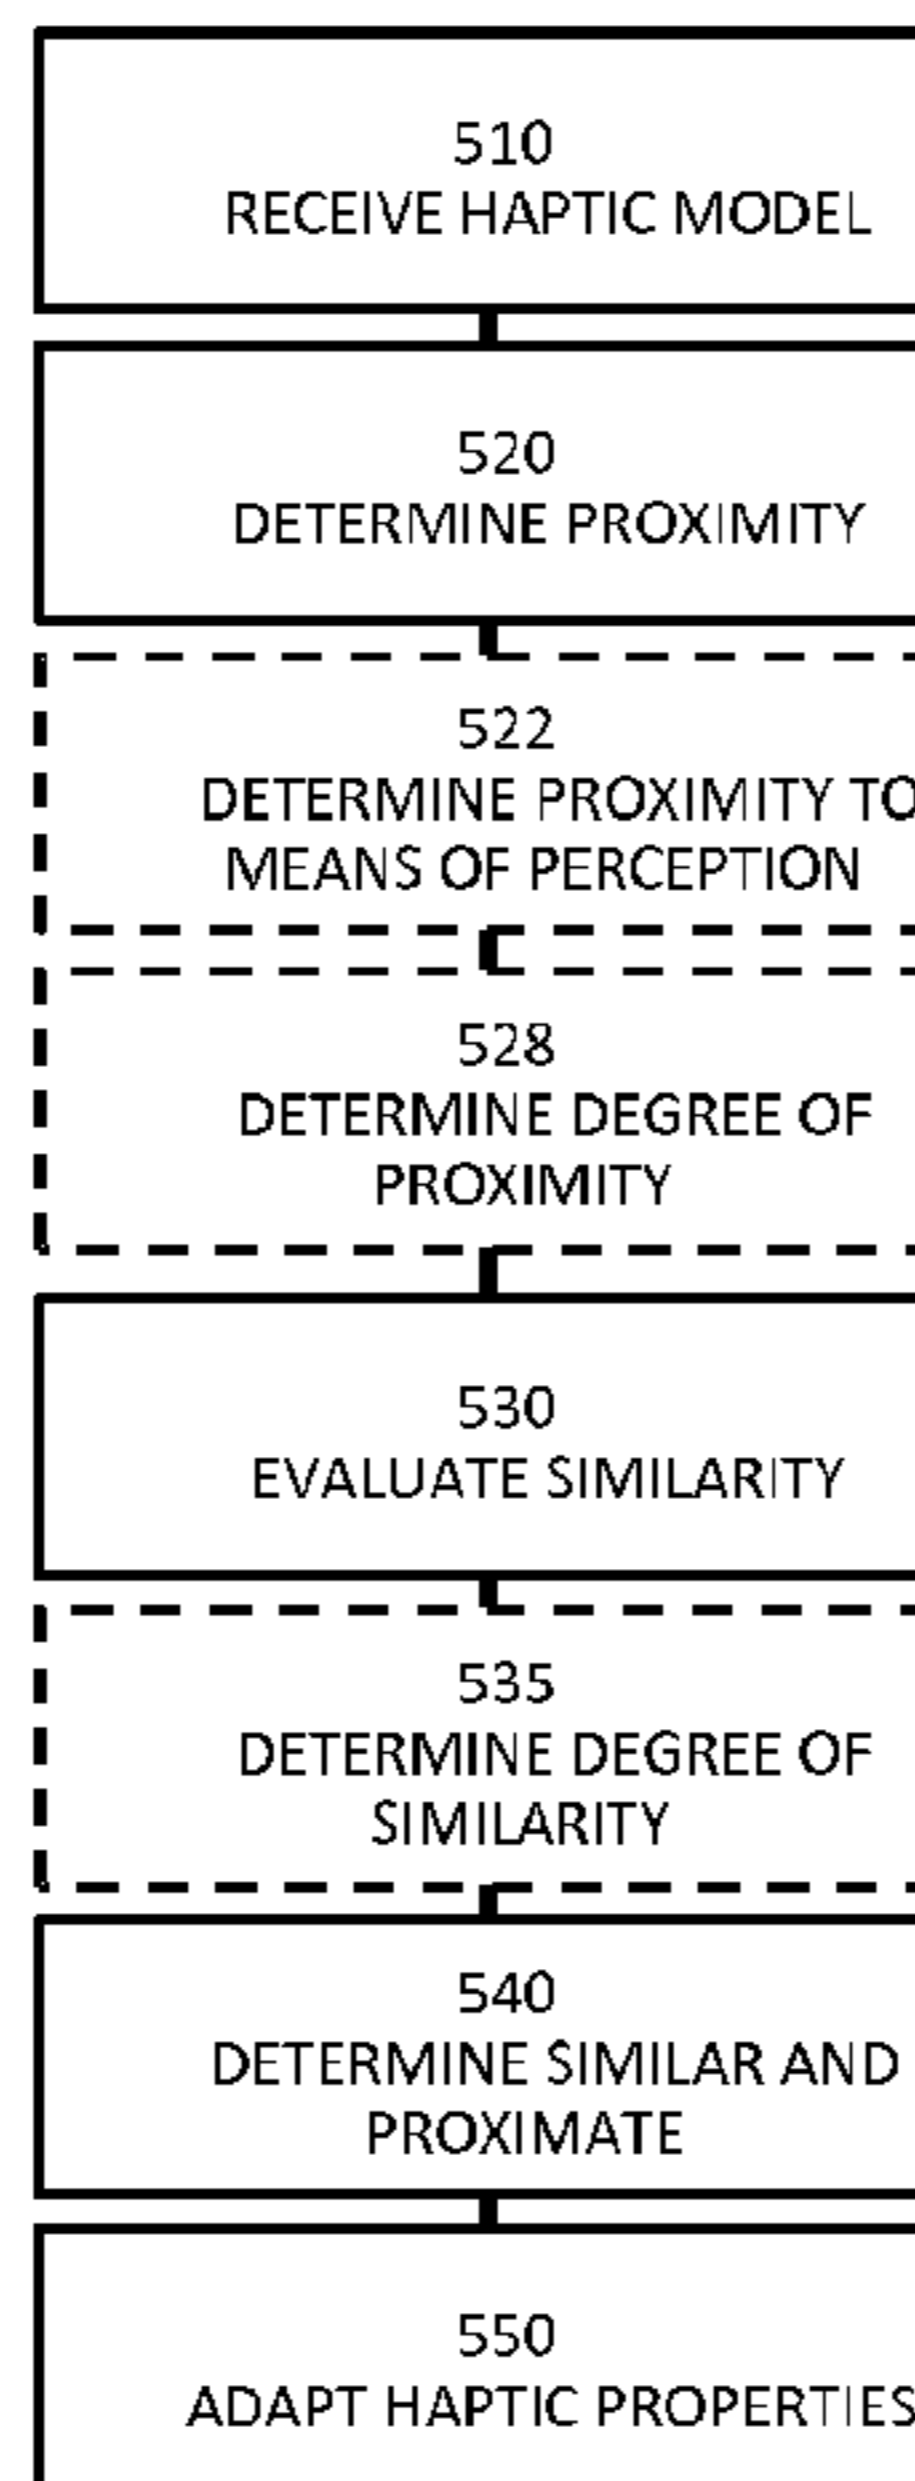 510
RECEIVE HAPTIC MODEL
520
DETERMINE PROXIMITY
522
DETERMINE PROXIMITY TO
MEANS OF PERCEPTION
528
DETERMINE DEGREE OF
PROXIMITY
530
EVALUATE SIMILARITY
535
DETERMINE DEGREE OF
SIMILARITY
540
DETERMINE SIMILAR AND
PROXIMATE
550
ADAPT HAPTIC PROPERTIES